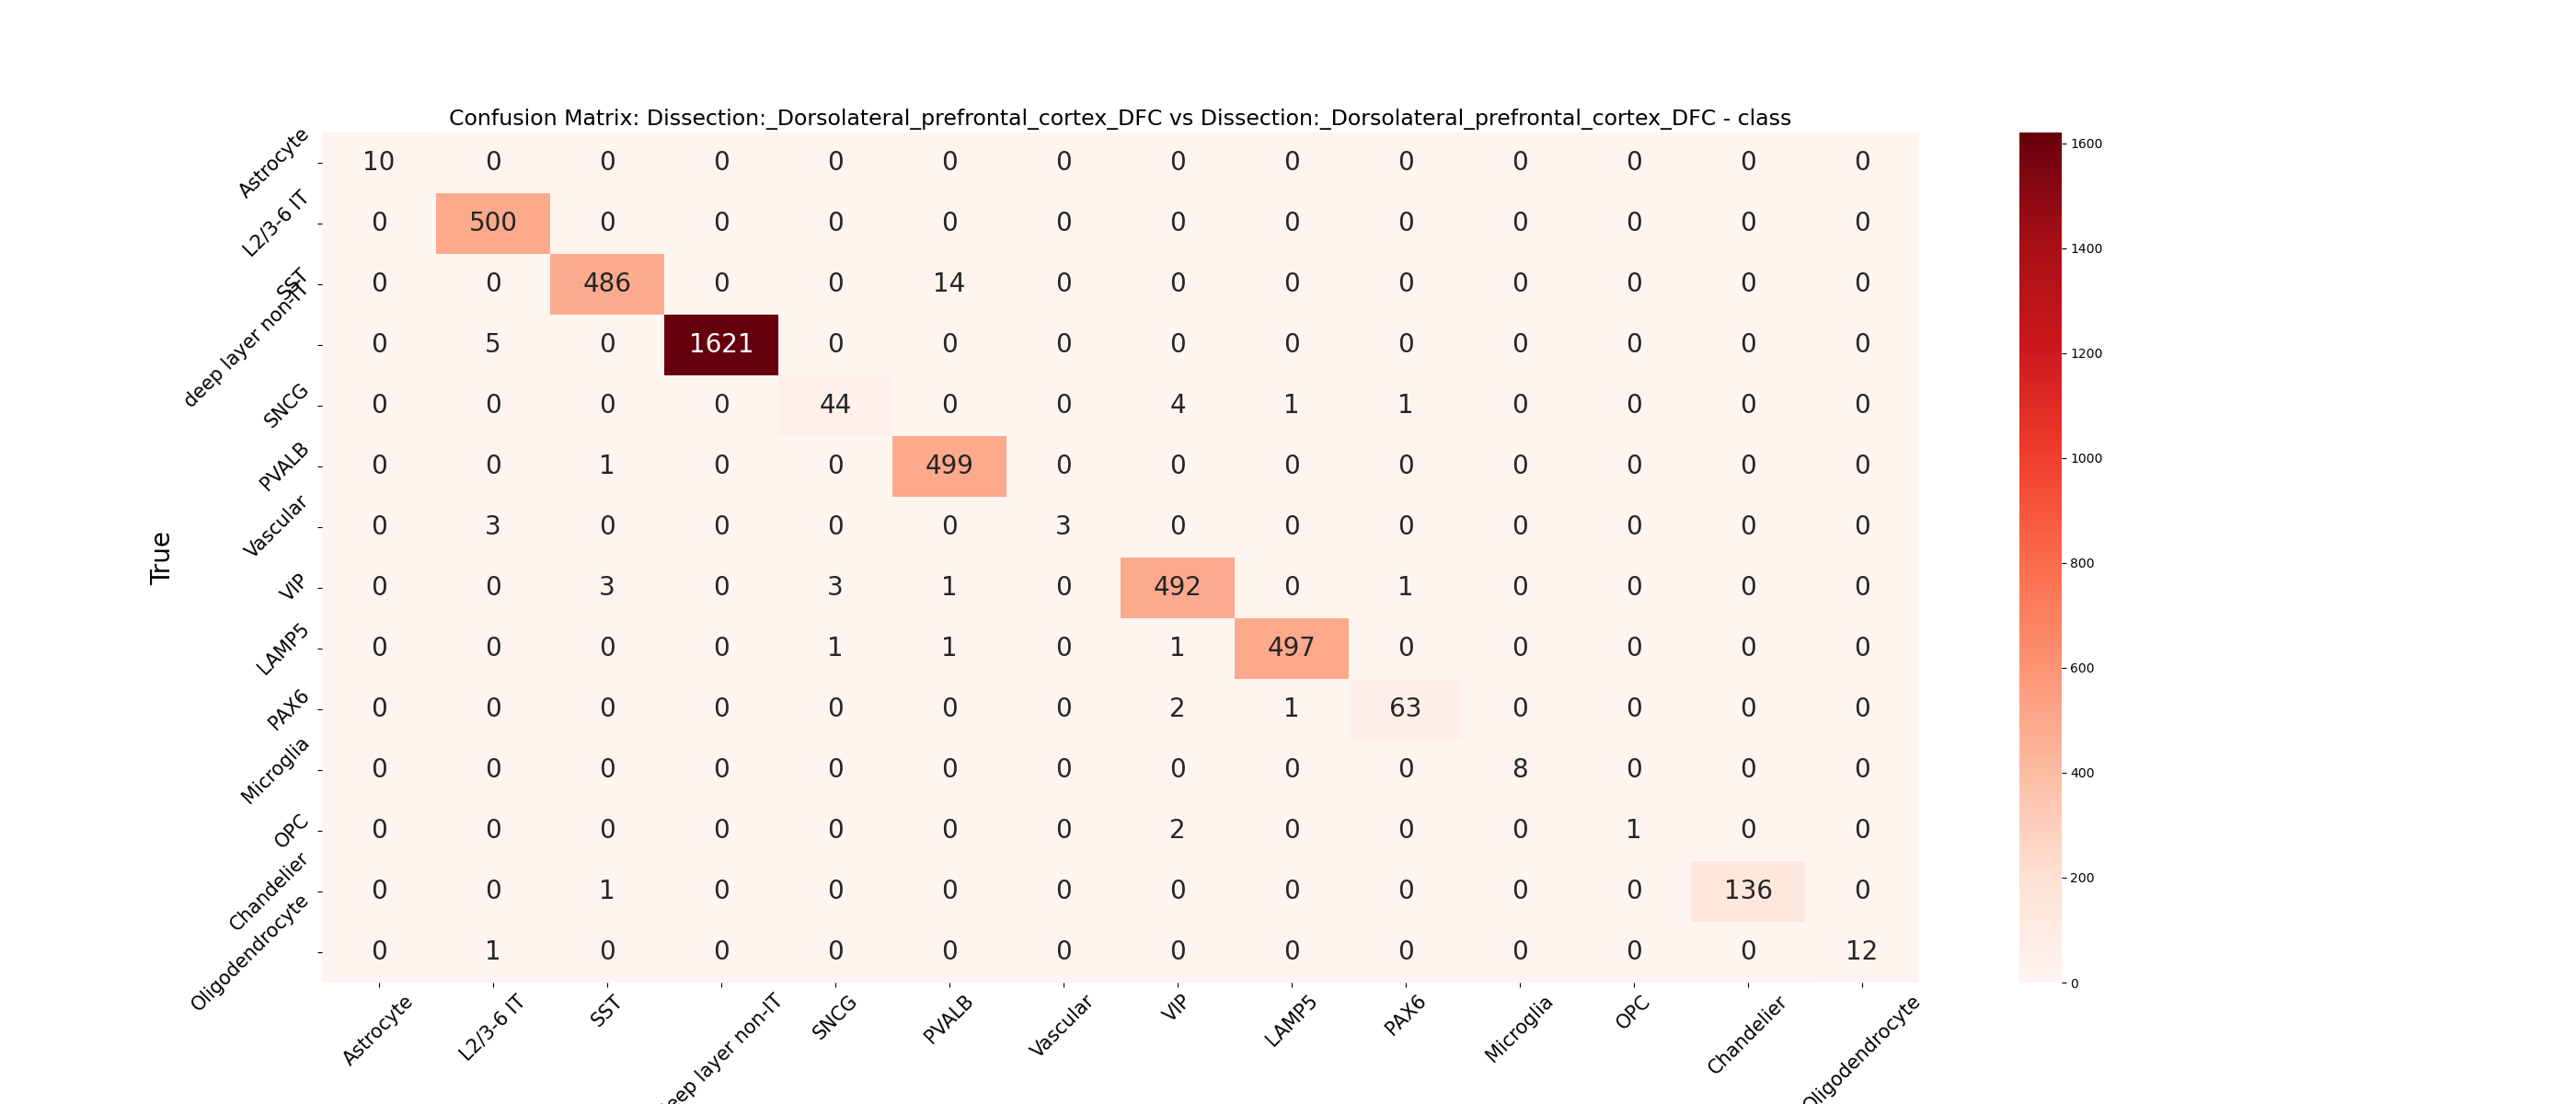 Confusion Matrix: Dissection:_Dorsolateral_prefrontal_cortex_DFC vs Dissection:_Dorsolateral_prefrontal_cortex_DFC - class
True
Astrocyte 10 0 0 0 0 0 0 0 0 0 0 0 0 0
L2/3-6 IT 0 500 0 0 0 0 0 0 0 0 0 0 0 0
SST 0 0 486 0 0 14 0 0 0 0 0 0 0 0
deep layer non-IT 0 5 0 1621 0 0 0 0 0 0 0 0 0 0
SNCG 0 0 0 0 44 0 0 4 1 1 0 0 0 0
PVALB 0 0 1 0 0 499 0 0 0 0 0 0 0 0
Vascular 0 3 0 0 0 0 3 0 0 0 0 0 0 0
VIP 0 0 3 0 3 1 0 492 0 1 0 0 0 0
LAMP5 0 0 0 0 1 1 0 1 497 0 0 0 0 0
PAX6 0 0 0 0 0 0 0 2 1 63 0 0 0 0
Microglia 0 0 0 0 0 0 0 0 0 0 8 0 0 0
OPC 0 0 0 0 0 0 0 2 0 0 0 1 0 0
Chandelier 0 0 1 0 0 0 0 0 0 0 0 0 136 0
Oligodendrocyte 0 1 0 0 0 0 0 0 0 0 0 0 0 12
Astrocyte L2/3-6 IT SST eep layer non-IT SNCG PVALB Vascular VIP LAMP5 PAX6 Microglia OPC Chandelier Oligodendrocyte
1600
1400
1200
1000
800
600
400
200
0